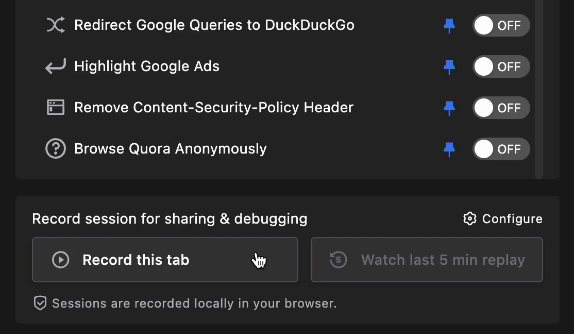 Redirect Google Queries to DuckDuckGo OFF
Highlight Google Ads OFF
Remove Content-Security-Policy Header OFF
Browse Quora Anonymously OFF
Record session for sharing & debugging Configure
Record this tab Watch last 5 min replay
Sessions are recorded locally in your browser.